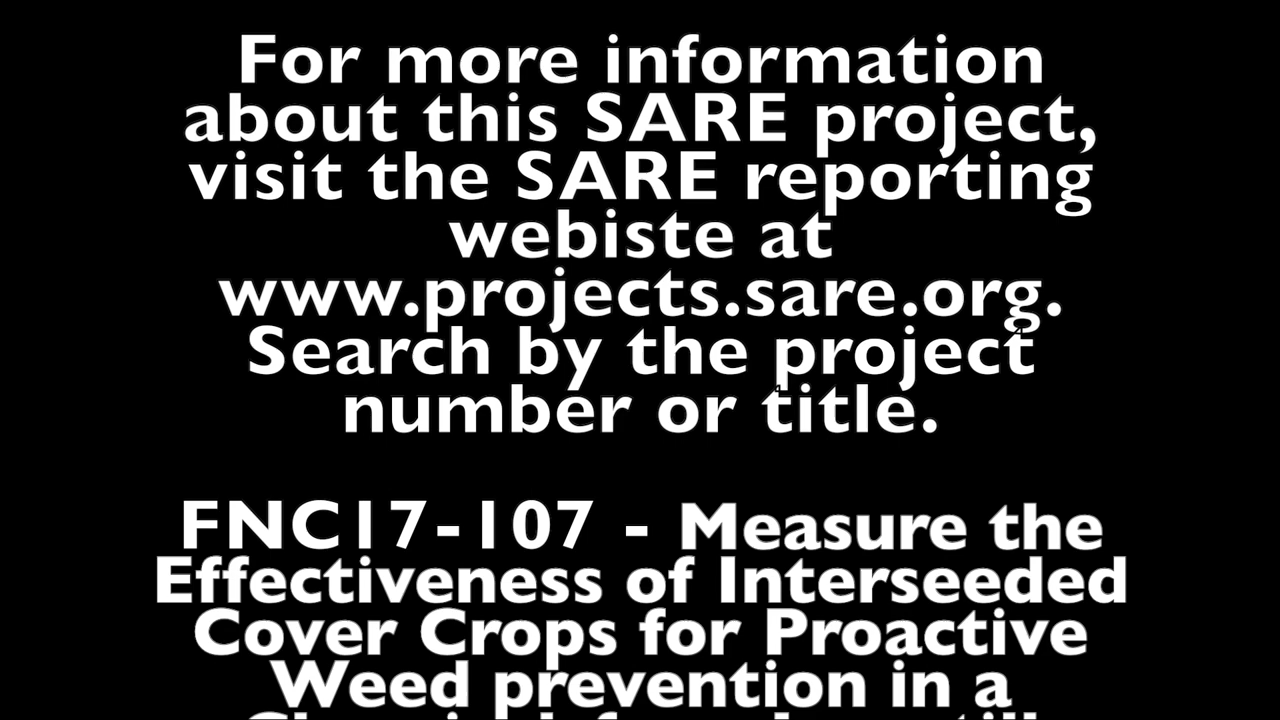 For more information
about this SARE project,
visit the SARE reporting
webiste at
www.projects.sare.org.
Search by the project
number or title.
FNC17-107 - Measure the
Effectiveness of Interseeded
Cover Crops for Proactive
Weed prevention in a